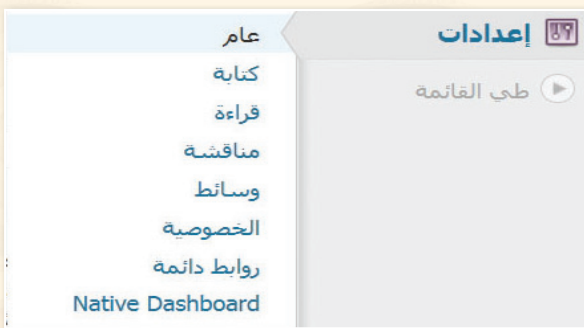 إعدادات
طي القائمة
عام
كتابة
قراءة
مناقشة
وسائط
الخصوصية
روابط دائمة
Native Dashboard